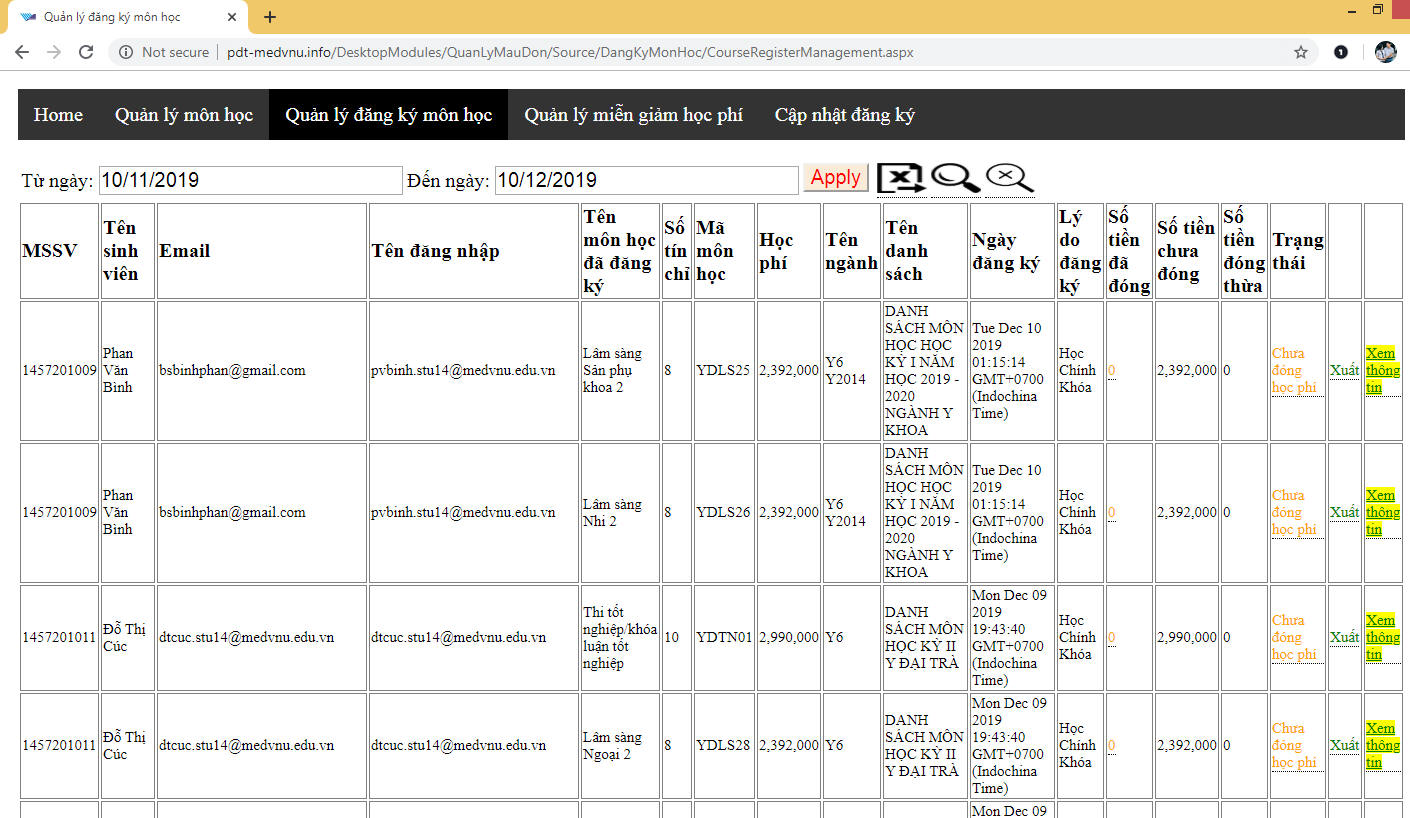 Quản lý đăng ký môn học
Not secure
pdt-medvnu.info/DesktopModules/QuanLyMauDon/Source/DangKyMonHoc/CourseRegisterManagement.aspx
Home Quản lý môn học Quản lý đăng ký môn học Quản lý miễn giảm học phí Cập nhật đăng ký
Từ ngày: 10/11/2019 Đến ngày: 10/12/2019 Apply
MSSV
Tên
sinh
viên
Email
Tên đăng nhập
Tên
môn học
đã đăng
ký
Số
tín
chỉ
Mã
môn
học
Học
phí
Tên
ngành
Tên
danh
sách
Ngày
đăng ký
Lý
do
đăng
ký
Số
tiền
đã
đóng
Số tiền
chưa
đóng
Số
tiền
đóng
thừa
Trạng
thái
1457201009
Phan
Văn
Bình
bsbinhphan@gmail.com
pvbinh.stu14@medvnu.edu.vn
Lâm sàng
Sản phụ
khoa 2
8
YDLS25
2,392,000
Y6
Y2014
DANH
SÁCH MÔN
HỌC HỌC
KỲ I NĂM
HỌC 2019 -
2020
NGÀNH Y
KHOA
Tue Dec 10
2019
01:15:14
GMT+0700
(Indochina
Time)
Học
Chính
Khóa
0
2,392,000
0
Chưa
đóng
học phí
Xuất
Xem
thông
tin
1457201009
Phan
Văn
Bình
bsbinhphan@gmail.com
pvbinh.stu14@medvnu.edu.vn
Lâm sàng
Nhi 2
8
YDLS26
2,392,000
Y6
Y2014
DANH
SÁCH MÔN
HỌC HỌC
KỲ I NĂM
HỌC 2019 -
2020
NGÀNH Y
KHOA
Tue Dec 10
2019
01:15:14
GMT+0700
(Indochina
Time)
Học
Chính
Khóa
0
2,392,000
0
Chưa
đóng
học phí
Xuất
Xem
thông
tin
1457201011
Đỗ Thị
Cúc
dtcuc.stu14@medvnu.edu.vn
dtcuc.stu14@medvnu.edu.vn
Thi tốt
nghiệp/khóa
luận tốt
nghiệp
10
YDTN01
2,990,000
Y6
DANH
SÁCH MÔN
HỌC KỲ II
Y ĐẠI TRÀ
Mon Dec 09
2019
19:43:40
GMT+0700
(Indochina
Time)
Học
Chính
Khóa
0
2,990,000
0
Chưa
đóng
học phí
Xuất
Xem
thông
tin
1457201011
Đỗ Thị
Cúc
dtcuc.stu14@medvnu.edu.vn
dtcuc.stu14@medvnu.edu.vn
Lâm sàng
Ngoại 2
8
YDLS28
2,392,000
Y6
DANH
SÁCH MÔN
HỌC KỲ II
Y ĐẠI TRÀ
Mon Dec 09
2019
19:43:40
GMT+0700
(Indochina
Time)
Học
Chính
Khóa
0
2,392,000
0
Chưa
đóng
học phí
Xuất
Xem
thông
tin
Mon Dec 09